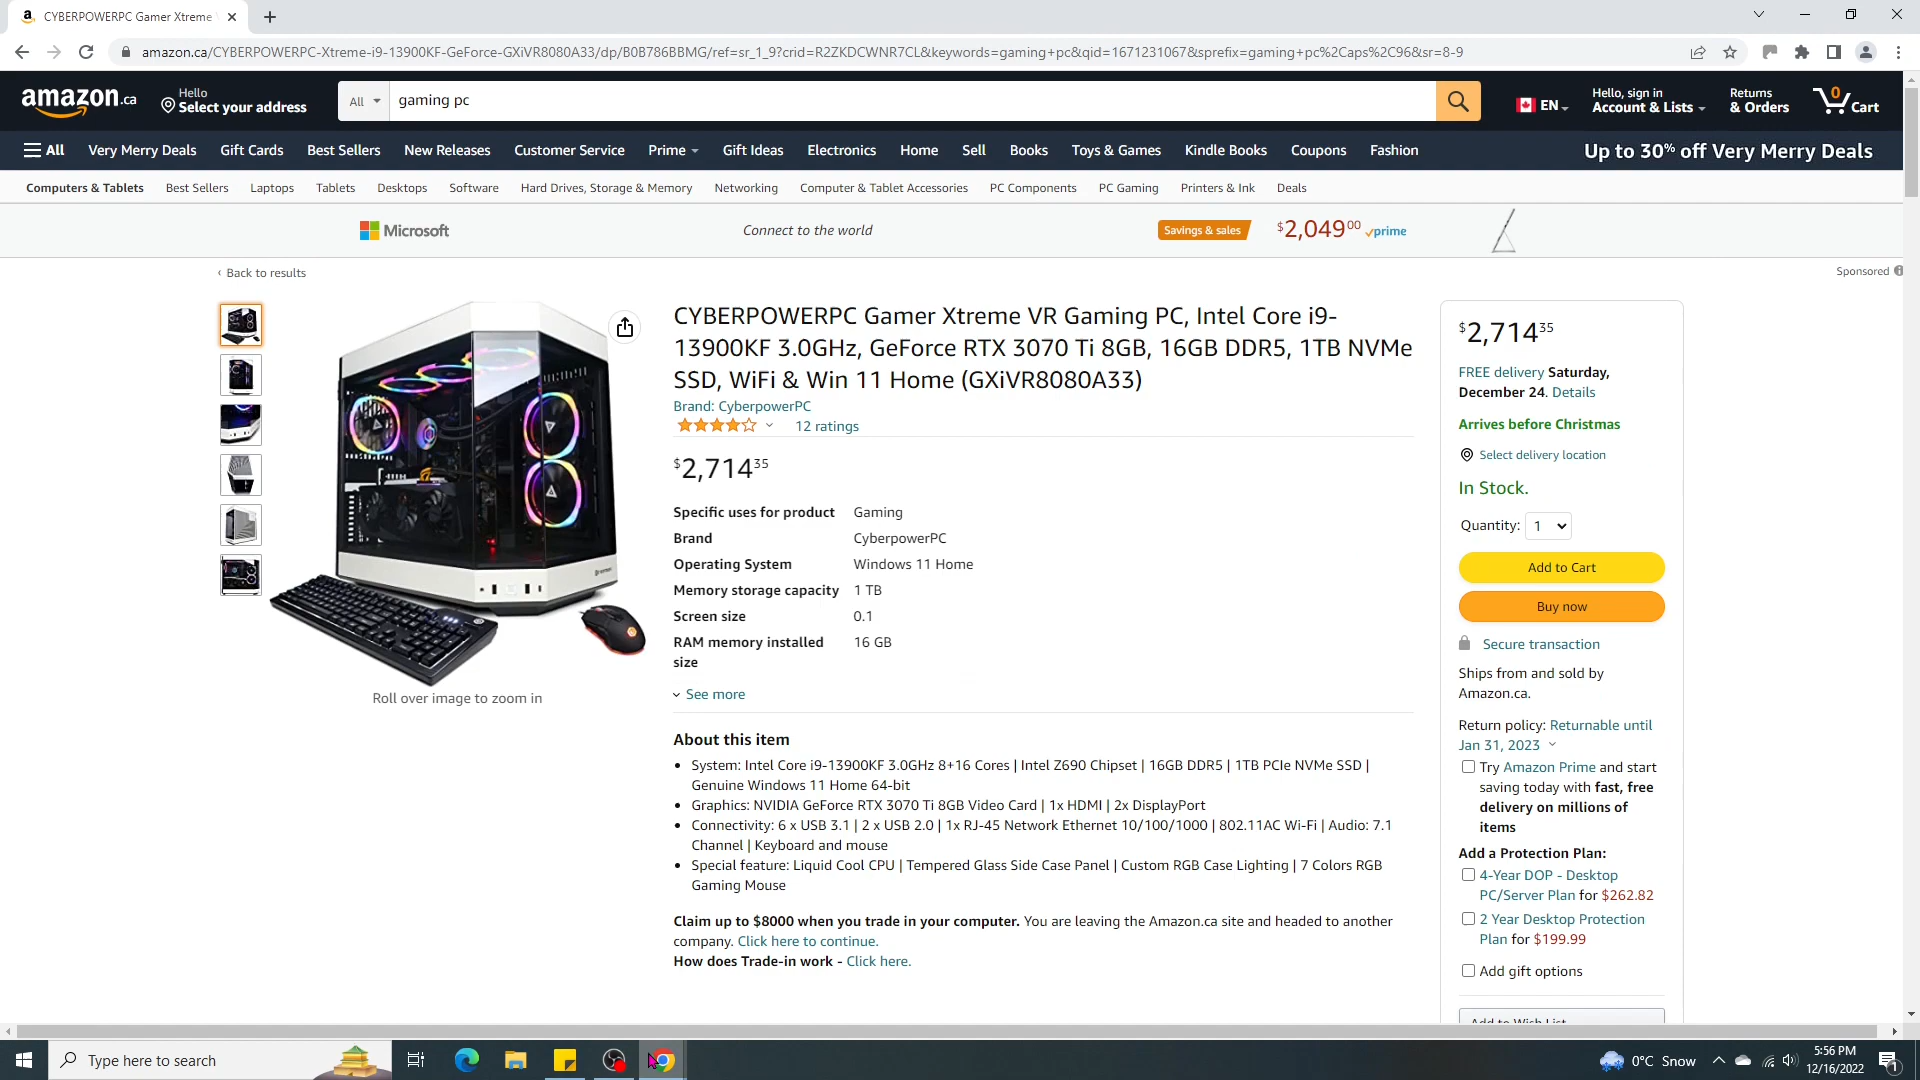 CYBERPOWERPC Gamer Xtreme
amazon.ca/CYBERPOWERPC-Xtreme-i9-13900KF-GeForce-GXiVR8080A33/dp/B0B786BBMG/ref=sr_1_9?crid=R2ZKDCWNR7CL&keywords=gaming+pc&qid=1671231067&sprefix=gaming+pc%2Caps%2C96&sr=8-9
amazon.ca
Hello
Select your address
All
gaming pc
EN
Hello, sign in
Account & Lists
Returns
& Orders
0
Cart
All Very Merry Deals Gift Cards Best Sellers New Releases Customer Service Prime Gift Ideas Electronics Home Sell Books Toys & Games Kindle Books Coupons Fashion Up to 30% off Very Merry Deals
Computers & Tablets Best Sellers Laptops Tablets Desktops Software Hard Drives, Storage & Memory Networking Computer & Tablet Accessories PC Components PC Gaming Printers & Ink Deals
Microsoft Connect to the world Savings & sales $2,049.00 prime
‹ Back to results
Sponsored
CYBERPOWERPC Gamer Xtreme VR Gaming PC, Intel Core i9-
13900KF 3.0GHz, GeForce RTX 3070 Ti 8GB, 16GB DDR5, 1TB NVMe
SSD, WiFi & Win 11 Home (GXiVR8080A33)
Brand: CyberpowerPC
12 ratings
$2,714 35
Specific uses for product Gaming
Brand CyberpowerPC
Operating System Windows 11 Home
Memory storage capacity 1 TB
Screen size 0.1
RAM memory installed 16 GB
size
See more
Roll over image to zoom in
About this item
• System: Intel Core i9-13900KF 3.0GHz 8+16 Cores | Intel Z690 Chipset | 16GB DDR5 | 1TB PCIe NVMe SSD |
Genuine Windows 11 Home 64-bit
• Graphics: NVIDIA GeForce RTX 3070 Ti 8GB Video Card | 1x HDMI | 2x DisplayPort
• Connectivity: 6 x USB 3.1 | 2 x USB 2.0 | 1x RJ-45 Network Ethernet 10/100/1000 | 802.11AC Wi-Fi | Audio: 7.1
Channel | Keyboard and mouse
• Special feature: Liquid Cool CPU | Tempered Glass Side Case Panel | Custom RGB Case Lighting | 7 Colors RGB
Gaming Mouse
Claim up to $8000 when you trade in your computer. You are leaving the Amazon.ca site and headed to another
company. Click here to continue.
How does Trade-in work - Click here.
$2,714 35
FREE delivery Saturday,
December 24. Details
Arrives before Christmas
Select delivery location
In Stock.
Quantity: 1
Add to Cart
Buy now
Secure transaction
Ships from and sold by
Amazon.ca.
Return policy: Returnable until
Jan 31, 2023
Try Amazon Prime and start
saving today with fast, free
delivery on millions of
items
Add a Protection Plan:
4-Year DOP - Desktop
PC/Server Plan for $262.82
2 Year Desktop Protection
Plan for $199.99
Add gift options
Add to Wish List
Type here to search
0°C Snow
5:56 PM
12/16/2022
1